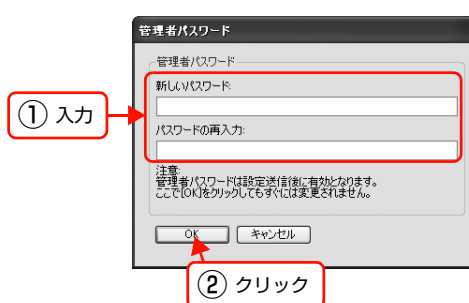 管理者パスワード
管理者パスワード
新しいパスワード:
① 入力
パスワードの再入力:
注意:
管理者パスワードは設定送信後に有効となります。
ここで[OK]をクリックしてもすぐには変更されません。
OK
キャンセル
② クリック